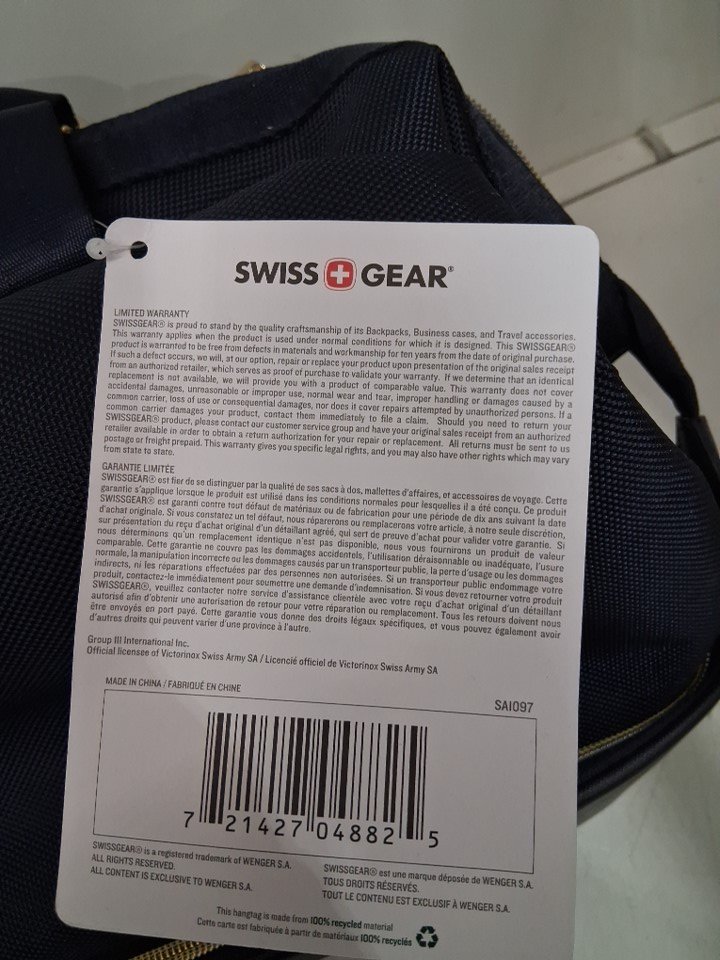 SWISS GEAR®
LIMITED WARRANTY
SWISSGEAR® is proud to stand by the quality craftsmanship of its Backpacks, Business cases, and Travel accessories.
This warranty applies when the product is used under normal conditions for which it is designed. This SWISSGEAR®
product is warranted to be free from defects in materials and workmanship for ten years from the date of original purchase.
If such a defect occurs, we will, at our option, repair or replace your product upon presentation of the original sales receipt
from an authorized retailer, which serves as proof of purchase to validate your warranty. If we determine that an identical
replacement is not available, we will provide you with a product of comparable value. This warranty does not cover
accidental damages, unreasonable or improper use, normal wear and tear, improper handling or damages caused by a
common carrier, loss of use or consequential damages, nor does it cover repairs attempted by unauthorized persons. If a
common carrier damages your product, contact them immediately to file a claim. Should you need to return your
SWISSGEAR® product, please contact our customer service group and have your original sales receipt from an authorized
retailer available in order to obtain a return authorization for your repair or replacement. All returns must be sent to us
postage or freight prepaid. This warranty gives you specific legal rights, and you may also have other rights which may vary
from state to state.
GARANTIE LIMITÉE
SWISSGEAR® est fier de se distinguer par la qualité de ses sacs à dos, mallettes d'affaires, et accessoires de voyage. Cette
garantie s'applique lorsque le produit est utilisé dans les conditions normales pour lesquelles il a été conçu. Ce produit
SWISSGEAR® est garanti contre tout défaut de matériaux ou de fabrication pour une période de dix ans suivant la date
d'achat originale. Si vous constatez un tel défaut, nous réparerons ou remplacerons votre article, à notre seule discrétion,
sur présentation du reçu d'achat original d'un détaillant agréé, qui sert de preuve d'achat pour valider votre garantie. Si
nous déterminons qu'un remplacement identique n'est pas disponible, nous vous fournirons un produit de valeur
comparable. Cette garantie ne couvre pas les dommages accidentels, l'utilisation déraisonnable ou inadéquate, l'usure
normale, la manipulation incorrecte ou les dommages causés par un transporteur public, la perte d'usage ou les dommages
indirects, ni les réparations effectuées par des personnes non autorisées. Si un transporteur public endommage votre
produit, contactez-le immédiatement pour soumettre une demande d'indemnisation. Si vous devez retourner votre produit
SWISSGEAR®, veuillez contacter notre service d'assistance clientèle avec votre reçu d'achat original d'un détaillant
autorisé afin d'obtenir une autorisation de retour pour votre réparation ou remplacement. Tous les retours doivent nous
être envoyés en port payé. Cette garantie vous donne des droits légaux spécifiques, et vous pouvez également avoir
d'autres droits qui peuvent varier d'une province à l'autre.
Group III International Inc.
Official licensee of Victorinox Swiss Army SA / Licencié officiel de Victorinox Swiss Army SA
MADE IN CHINA / FABRIQUÉ EN CHINE
SAI097
7 21427 04882 5
SWISSGEAR® is a registered trademark of WENGER S.A.
ALL RIGHTS RESERVED.
ALL CONTENT IS EXCLUSIVE TO WENGER S.A.
SWISSGEAR® est une marque déposée de WENGER S.A.
TOUS DROITS RÉSERVÉS.
TOUT LE CONTENU EST EXCLUSIF À WENGER S.A.
This hangtag is made from 100% recycled material
Cette carte est fabriquée à partir de matériaux 100% recyclés